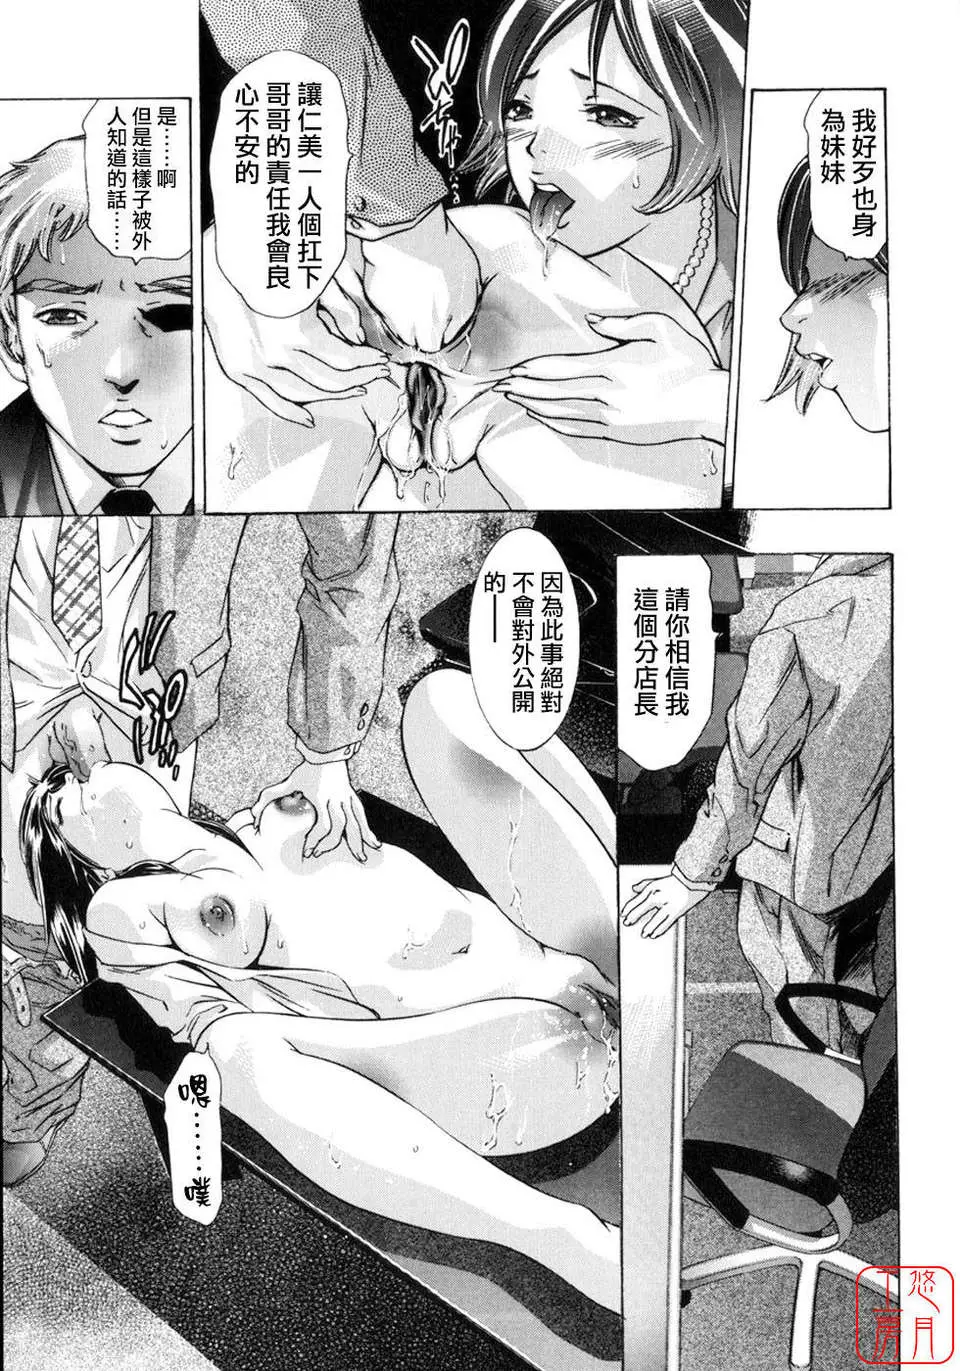 我好歹也身
為妹妹
讓仁美一人個扛下
哥哥的責任我會良
心不安的
是……啊
但是這樣子被外
人知道的話……
請你相信我
這個分店長
因為此事絕對
不會對外公開
的——
嗯……噗
悠月
工房